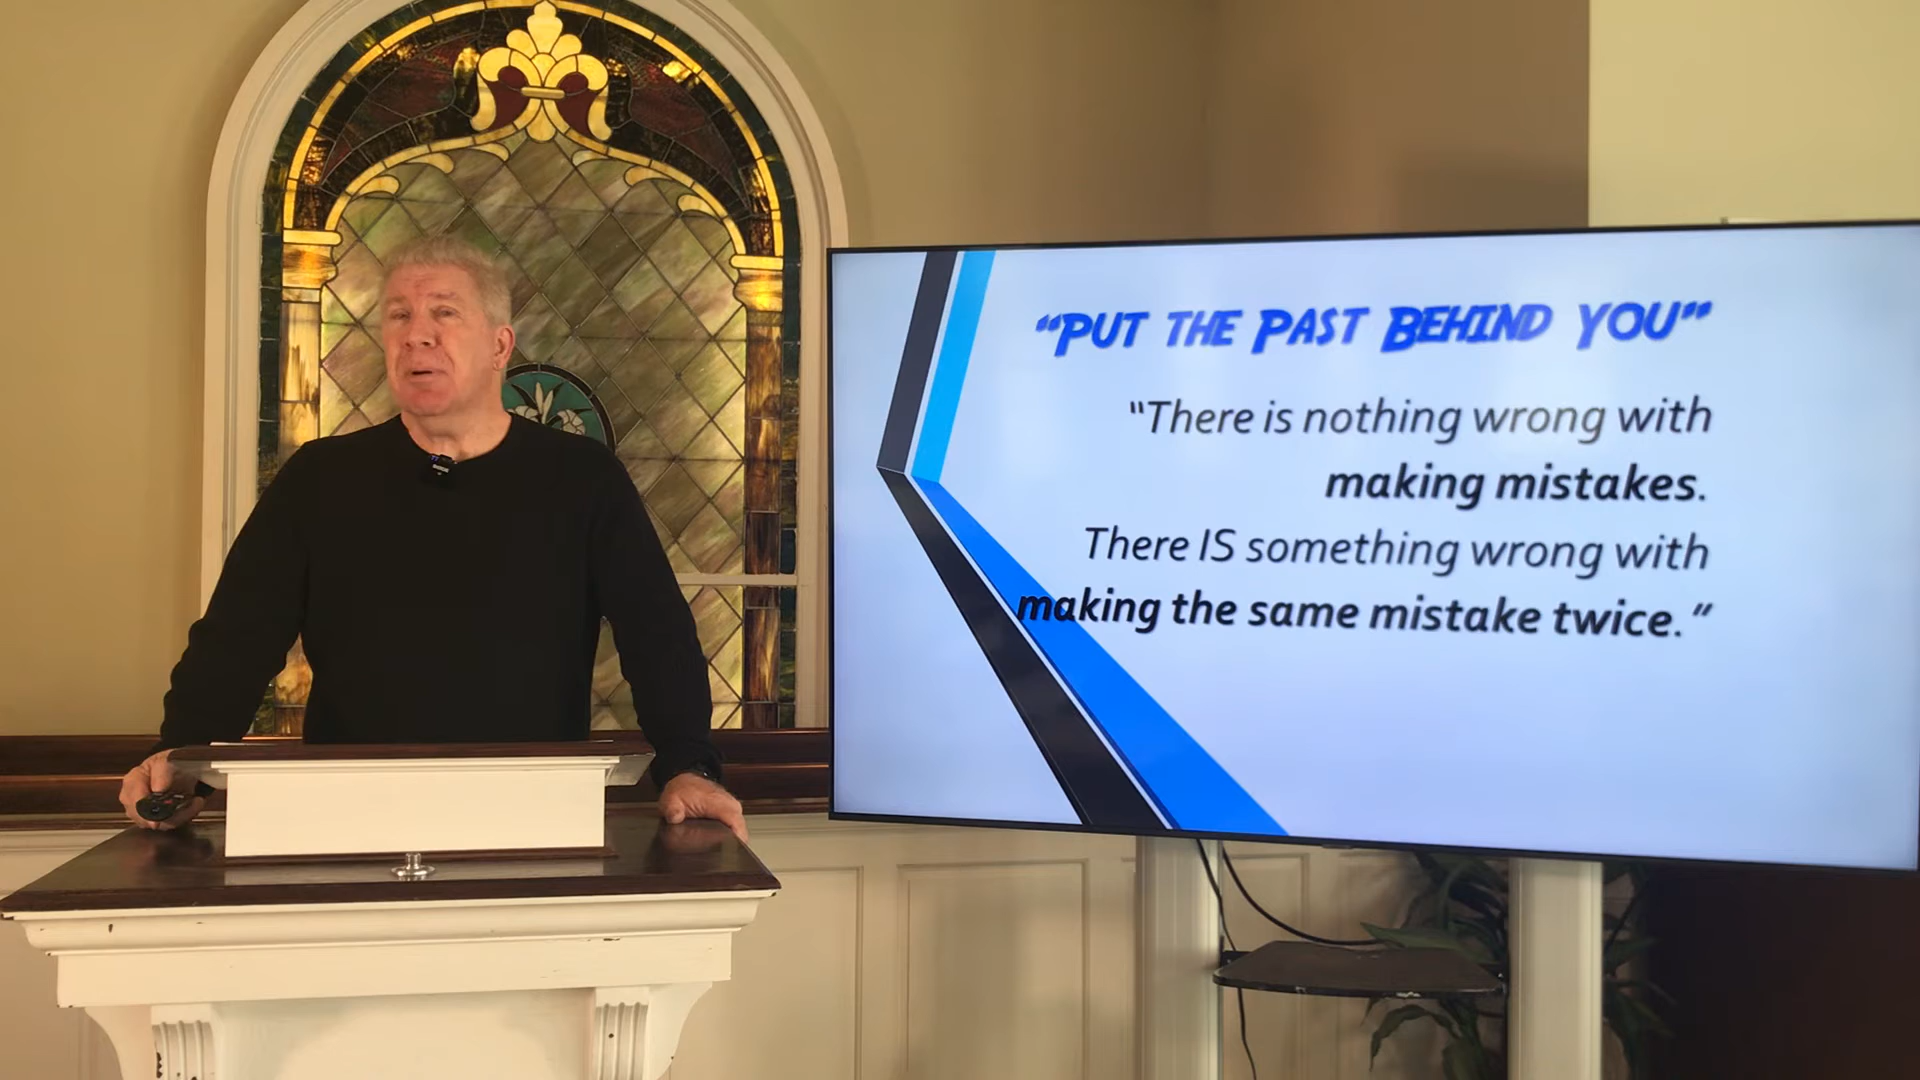 “PUT THE PAST BEHIND YOU”
“There is nothing wrong with
making mistakes.
There IS something wrong with
making the same mistake twice.“